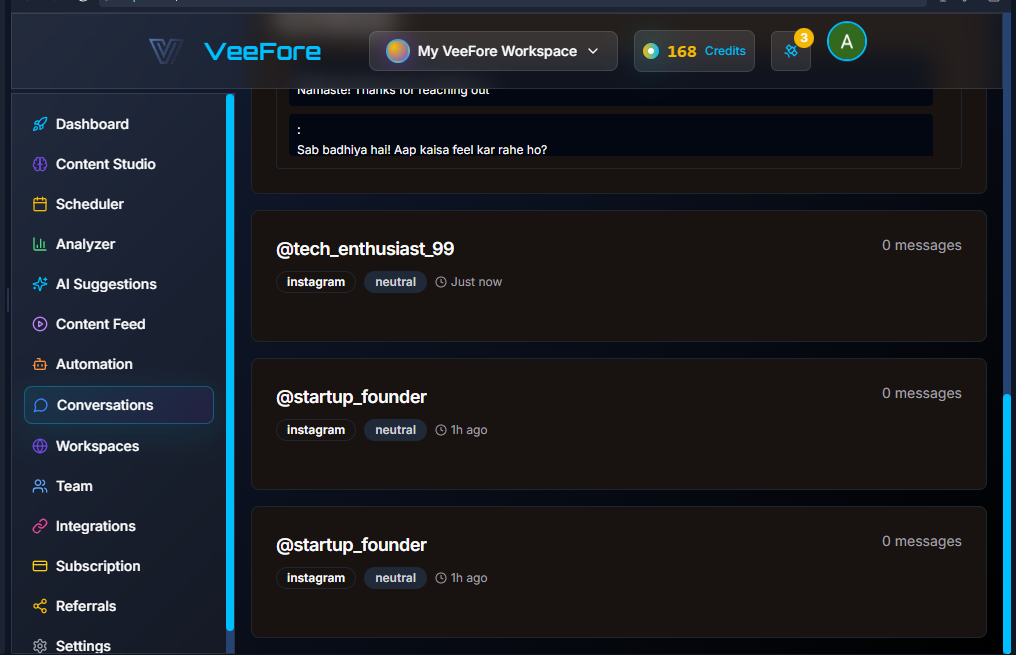 VeeFore
My VeeFore Workspace
168 Credits
3
A
Dashboard
Content Studio
Scheduler
Analyzer
AI Suggestions
Content Feed
Automation
Conversations
Workspaces
Team
Integrations
Subscription
Referrals
Settings
Namaste! Thanks for reaching out
:
Sab badhiya hai! Aap kaisa feel kar rahe ho?
@tech_enthusiast_99
0 messages
instagram neutral Just now
@startup_founder
0 messages
instagram neutral 1h ago
@startup_founder
0 messages
instagram neutral 1h ago